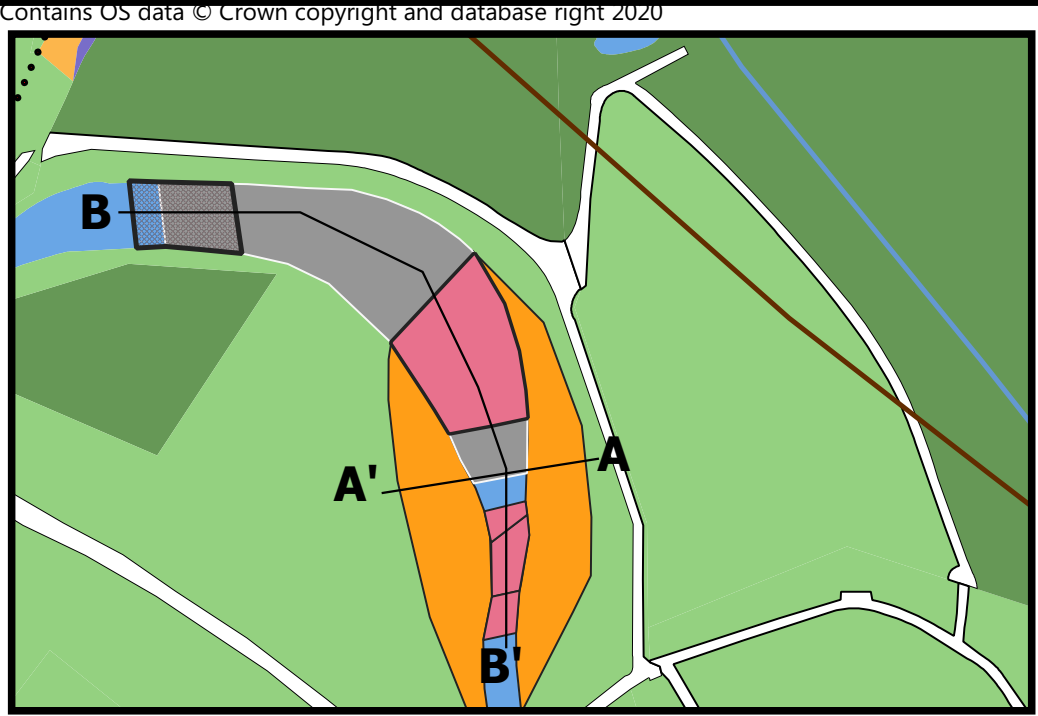 Contains OS data © Crown copyright and database right 2020
B
A
A'
B'